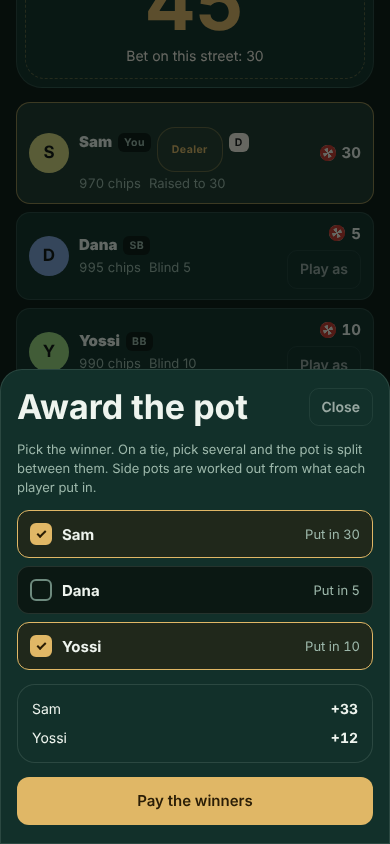 45
Bet on this street: 30
S
Sam You Dealer D
30
970 chips Raised to 30
D
Dana SB
5
995 chips Blind 5
Play as
Y
Yossi BB
10
990 chips Blind 10
Play as
Award the pot
Close
Pick the winner. On a tie, pick several and the pot is split
between them. Side pots are worked out from what each
player put in.
Sam Put in 30
Dana Put in 5
Yossi Put in 10
Sam +33
Yossi +12
Pay the winners